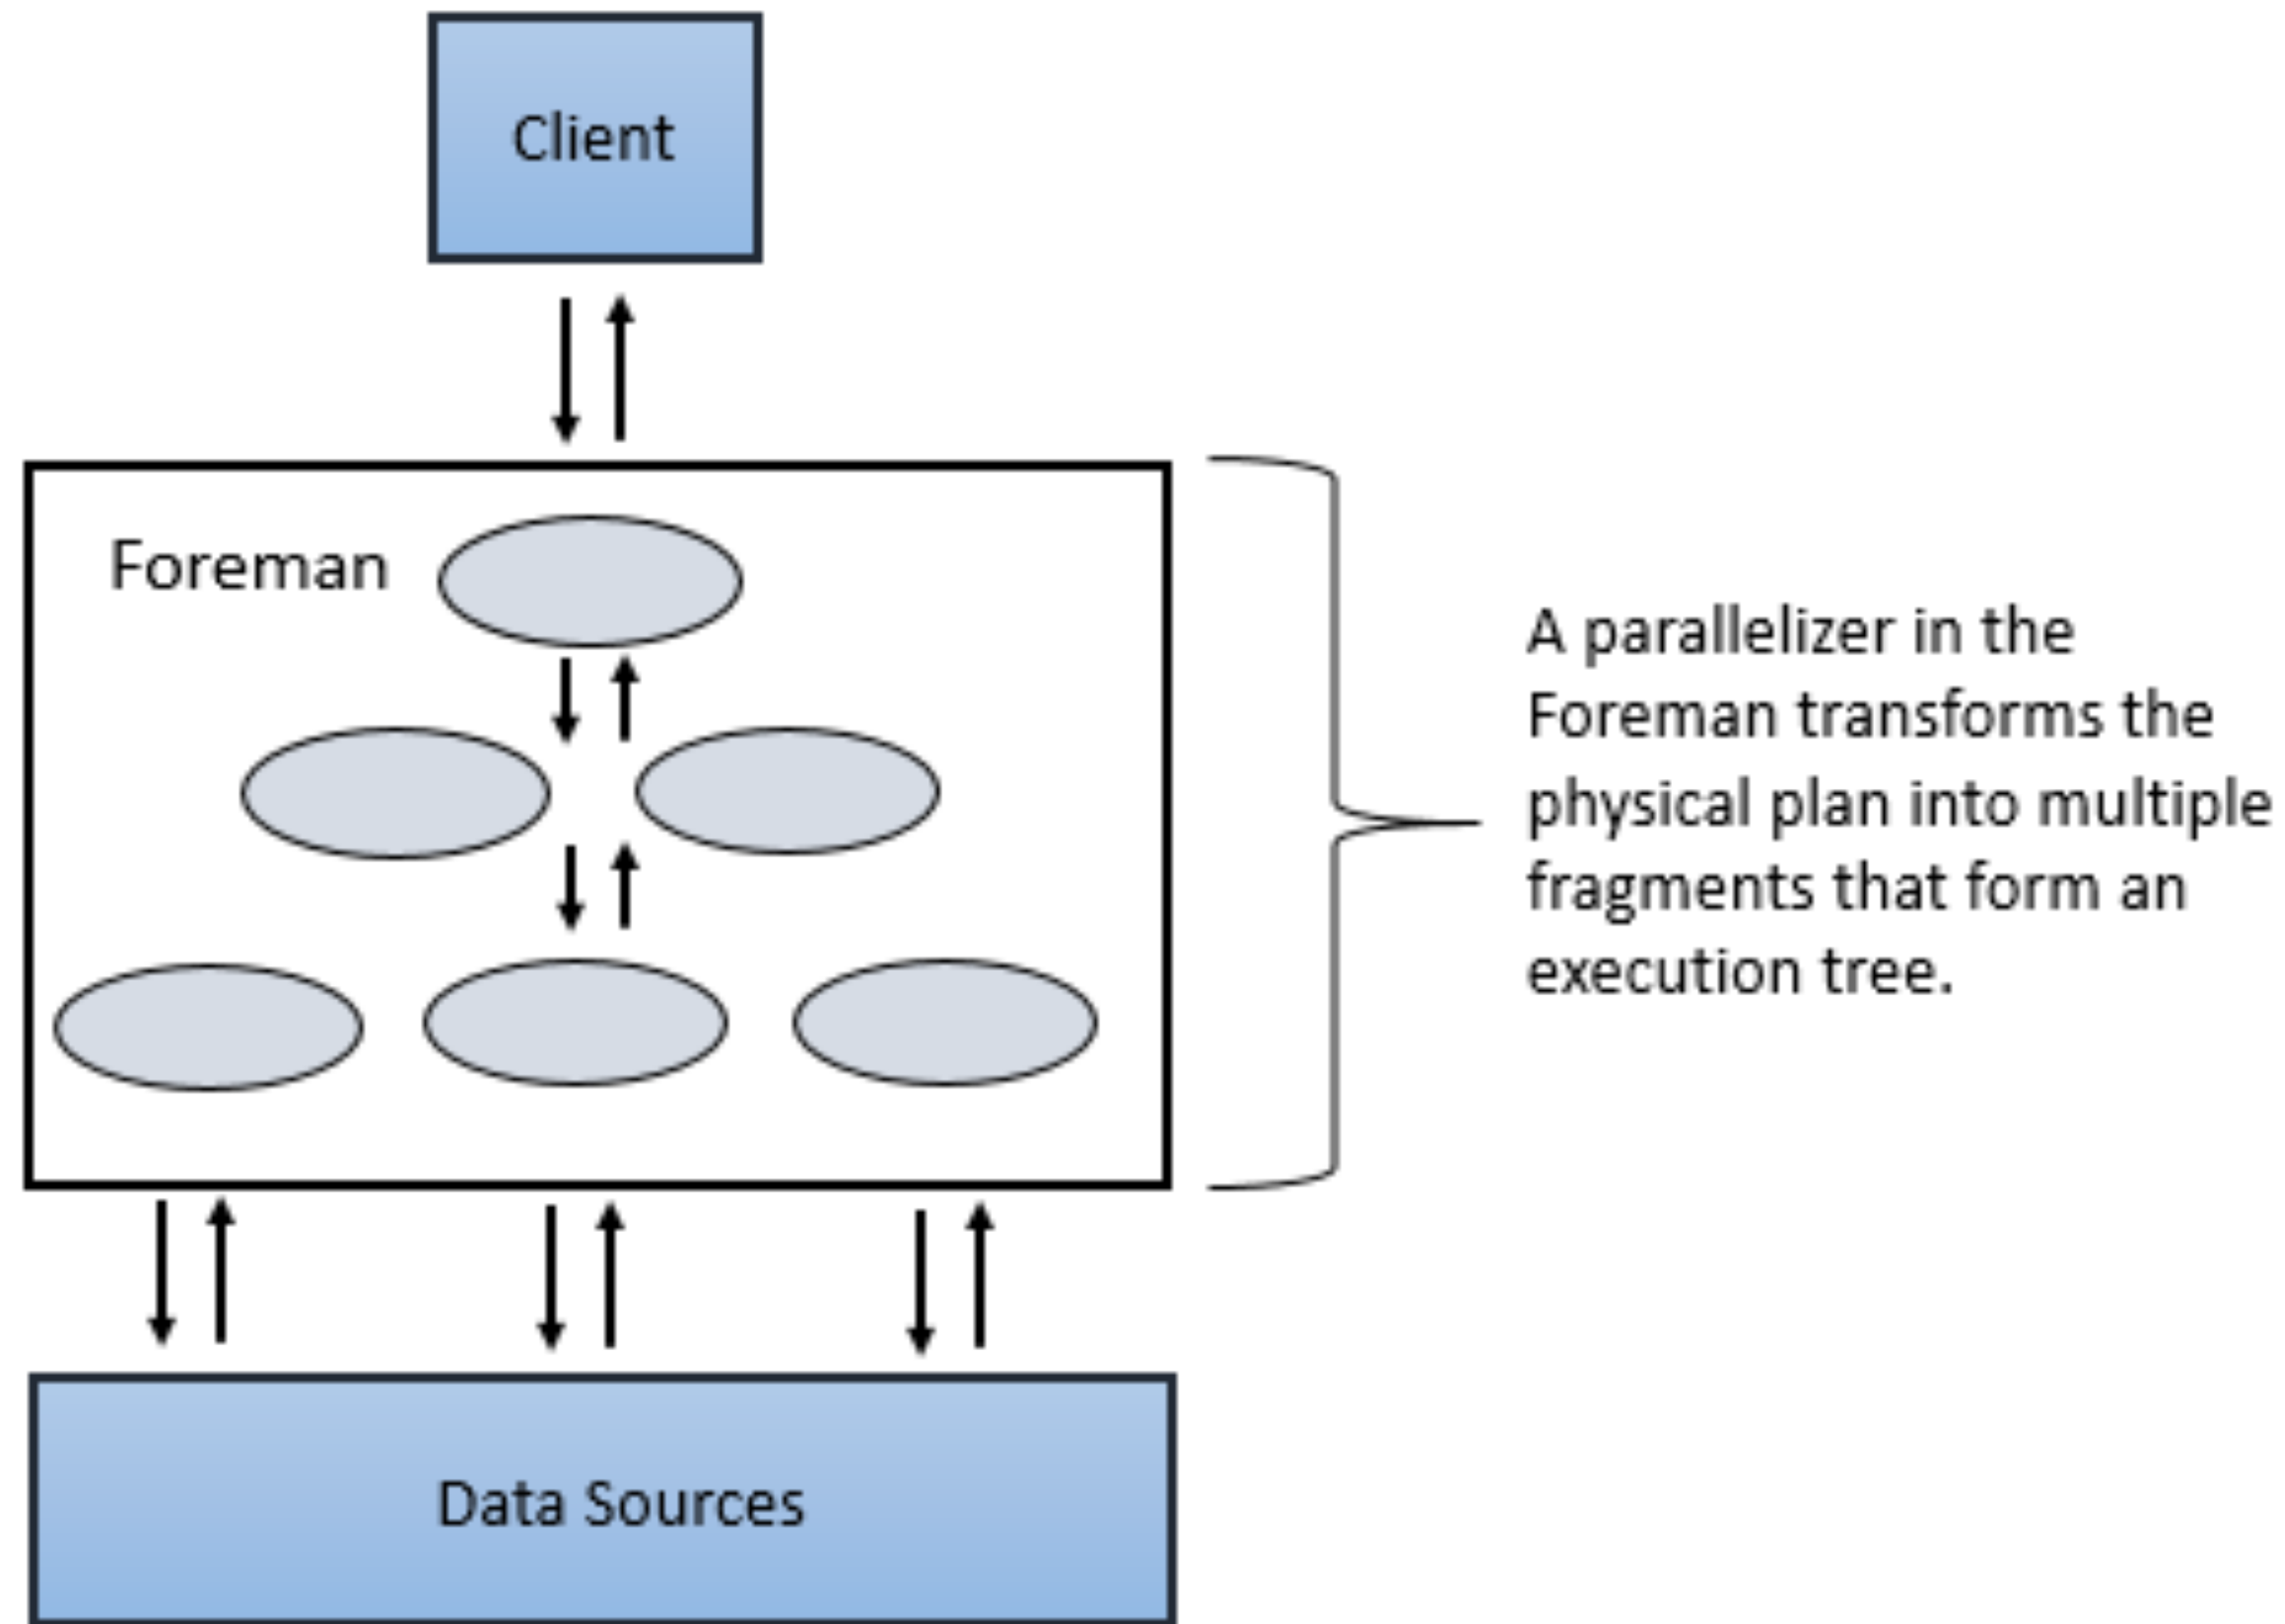 Client
Foreman
A parallelizer in the
Foreman transforms the
physical plan into multiple
fragments that form an
execution tree.
Data Sources